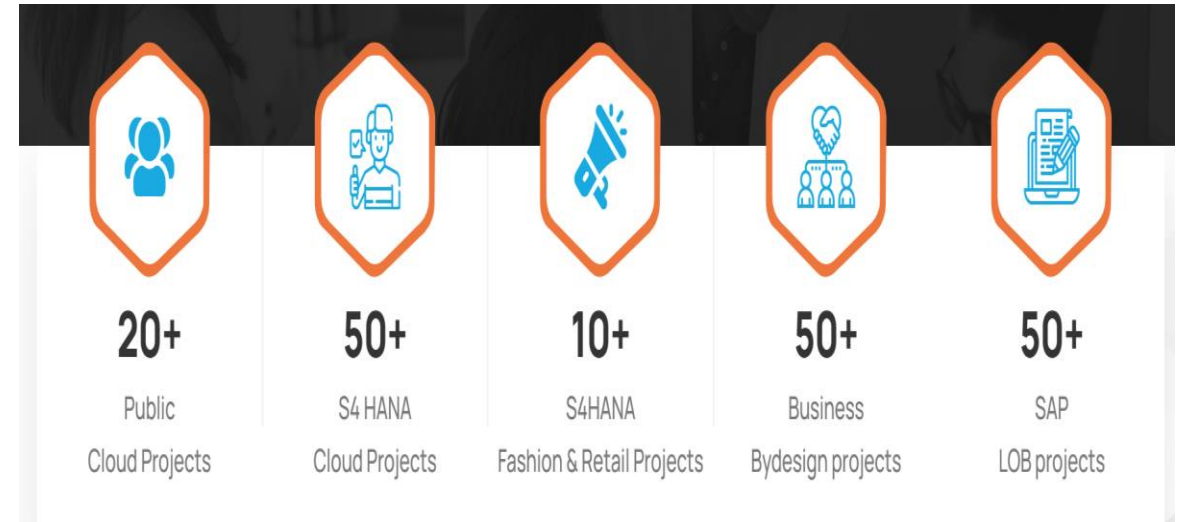 20+
Public
Cloud Projects
50+
S4 HANA
Cloud Projects
10+
S4HANA
Fashion & Retail Projects
50+
Business
Bydesign projects
50+
SAP
LOB projects